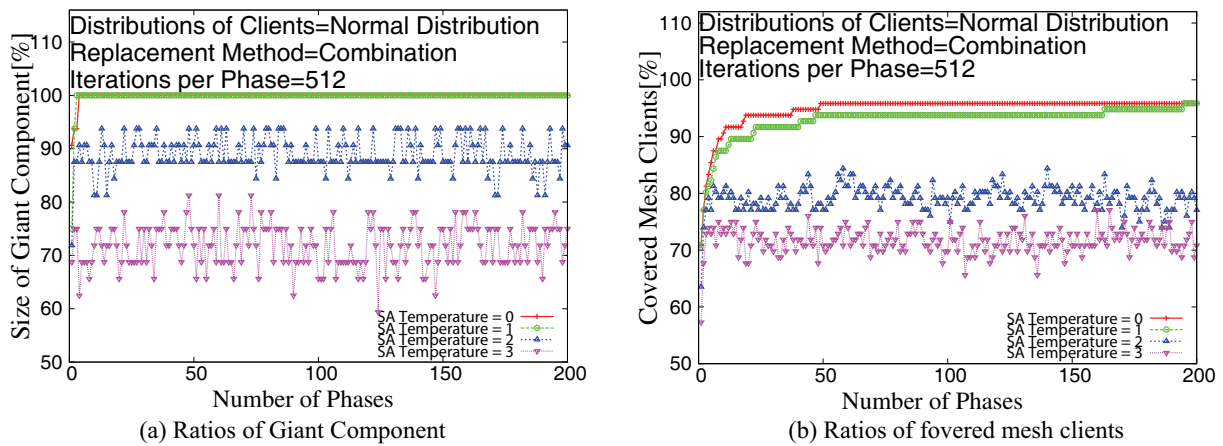 Distributions of Clients=Normal Distribution
Replacement Method=Combination
Iterations per Phase=512
Size of Giant Component[%]
110
100
90
80
70
60
50
SA Temperature = 0
SA Temperature = 1
SA Temperature = 2
SA Temperature = 3
0
50
100
150
200
Number of Phases
(a) Ratios of Giant Component
Distributions of Clients=Normal Distribution
Replacement Method=Combination
Iterations per Phase=512
Covered Mesh Clients[%]
110
100
90
80
70
60
50
SA Temperature = 0
SA Temperature = 1
SA Temperature = 2
SA Temperature = 3
0
50
100
150
200
Number of Phases
(b) Ratios of fovered mesh clients